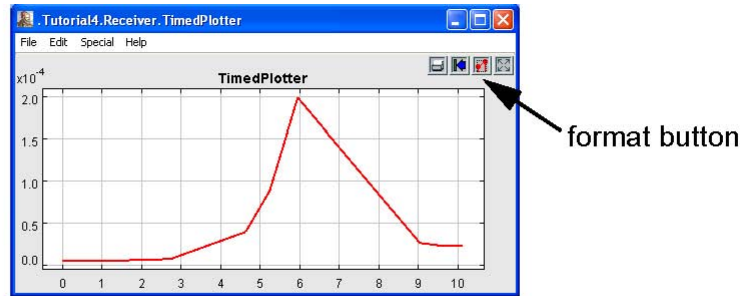 .Tutorial4.Receiver.TimedPlotter
File Edit Special Help
x10-4
TimedPlotter
2.0
1.5
1.0
0.5
0.0
0 1 2 3 4 5 6 7 8 9 10
format button